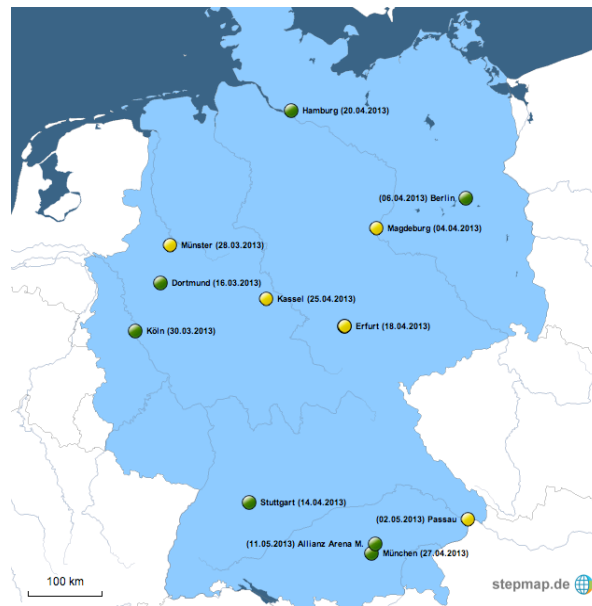 Hamburg (20.04.2013)
(06.04.2013) Berlin
Magdeburg (04.04.2013)
Münster (28.03.2013)
Dortmund (16.03.2013)
Kassel (25.04.2013)
Erfurt (18.04.2013)
Köln (30.03.2013)
Stuttgart (14.04.2013)
(02.05.2013) Passau
(11.05.2013) Allianz Arena M.
München (27.04.2013)
100 km
stepmap.de